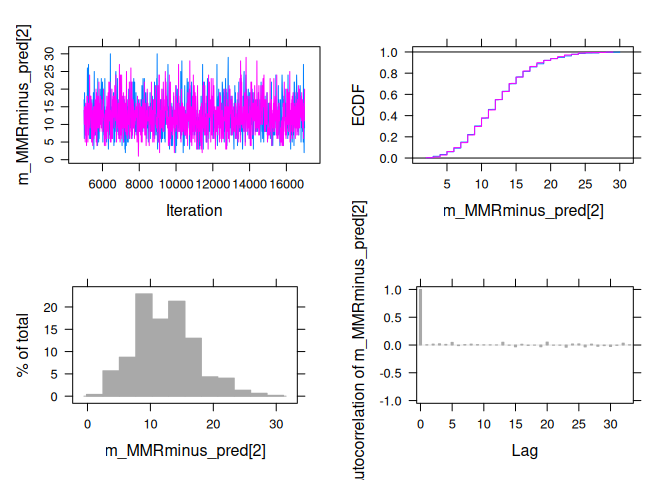 m_MMRminus_pred[2]
0 5 10 15 20 25 30
6000 8000 10000 12000 14000 16000
Iteration
ECDF
0.0 0.2 0.4 0.6 0.8 1.0
5 10 15 20 25 30
m_MMRminus_pred[2]
% of total
0 5 10 15 20
0 10 20 30
m_MMRminus_pred[2]
utocorrelation of m_MMRminus_pred[2]
-1.0 -0.5 0.0 0.5 1.0
0 5 10 15 20 25 30
Lag